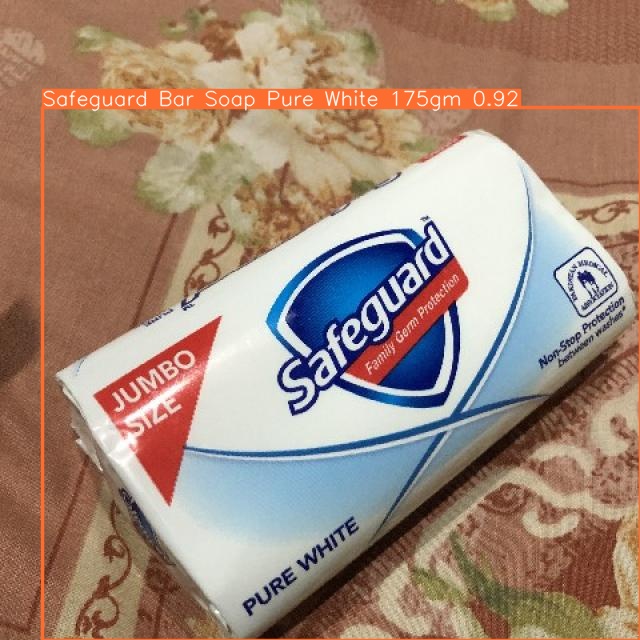 Safeguard Bar Soap Pure White 175gm 0.92
JUMBO
SIZE
Safeguard™
Family Germ Protection
Non-Stop Protection
between washes*
PURE WHITE